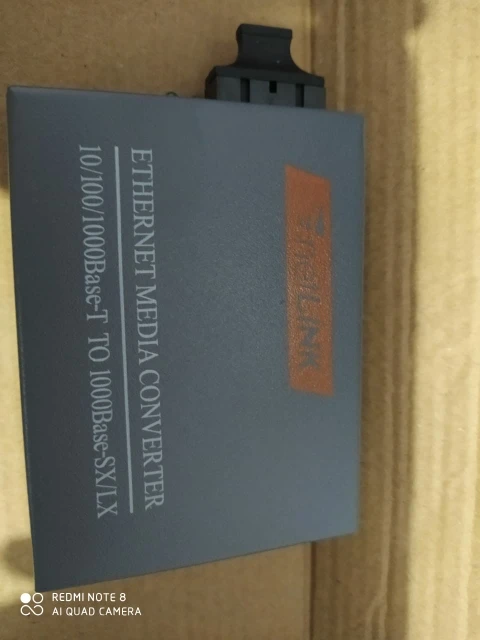 ETHERNET MEDIA CONVERTER
10/100/1000Base-T TO 1000Base-SX/LX
REDMI NOTE 8
AI QUAD CAMERA